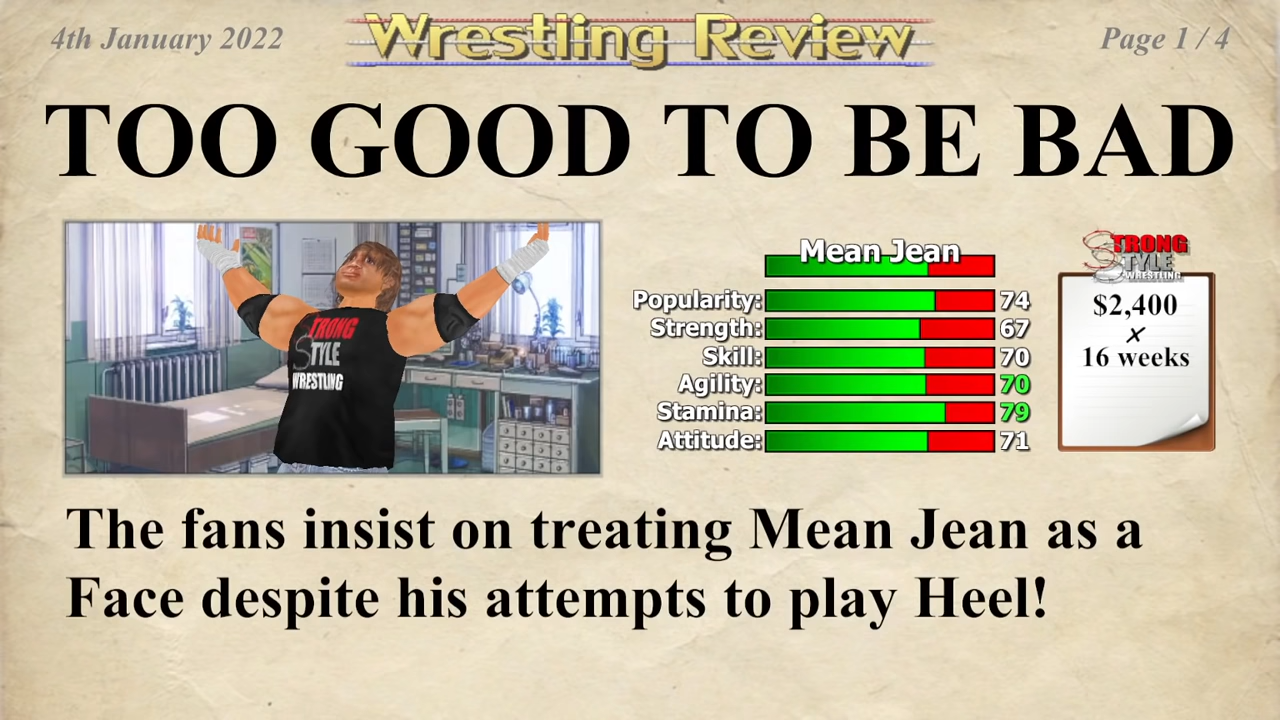 4th January 2022
Wrestling Review
Page 1 / 4
TOO GOOD TO BE BAD
TRONG
STYLE
WRESTLING
Mean Jean
Popularity: 74
Strength: 67
Skill: 70
Agility: 70
Stamina: 79
Attitude: 71
STRONG
STYLE
WRESTLING
$2,400
×
16 weeks
The fans insist on treating Mean Jean as a
Face despite his attempts to play Heel!